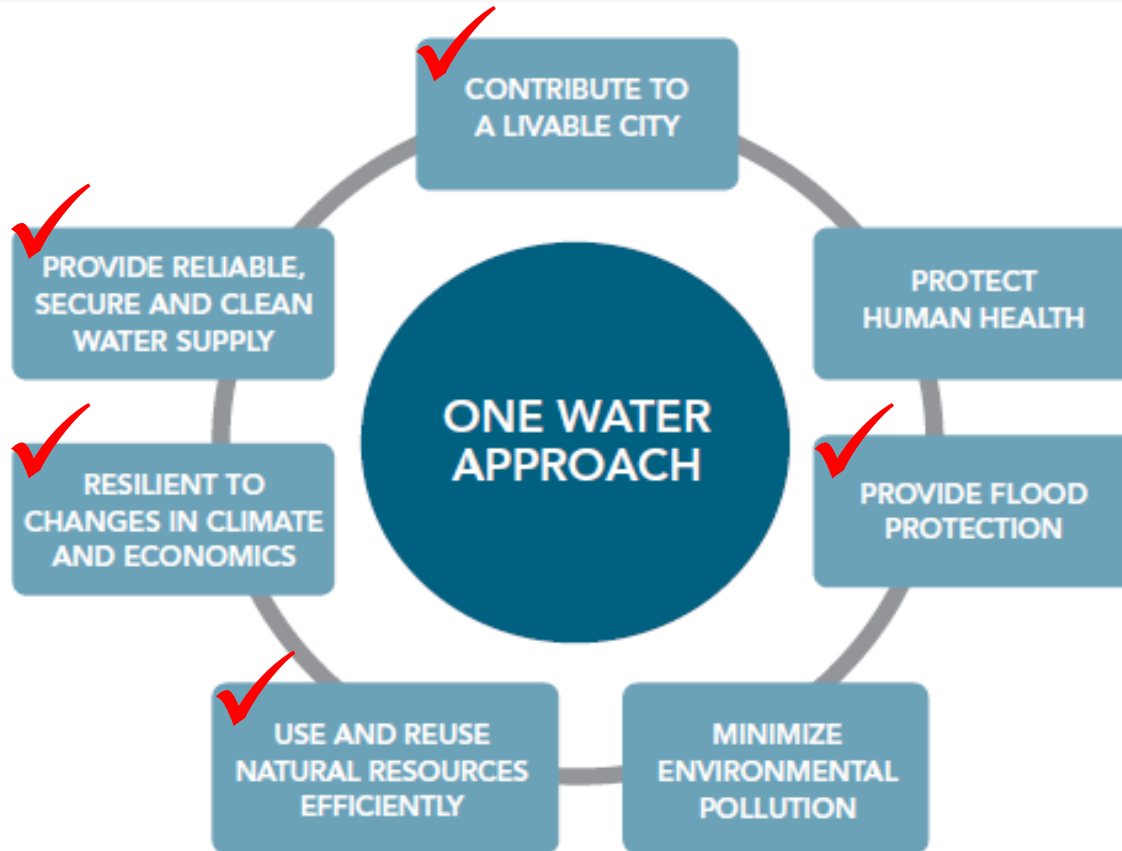 CONTRIBUTE TO
A LIVABLE CITY
PROVIDE RELIABLE,
SECURE AND CLEAN
WATER SUPPLY
PROTECT
HUMAN HEALTH
ONE WATER
APPROACH
RESILIENT TO
CHANGES IN CLIMATE
AND ECONOMICS
PROVIDE FLOOD
PROTECTION
USE AND REUSE
NATURAL RESOURCES
EFFICIENTLY
MINIMIZE
ENVIRONMENTAL
POLLUTION